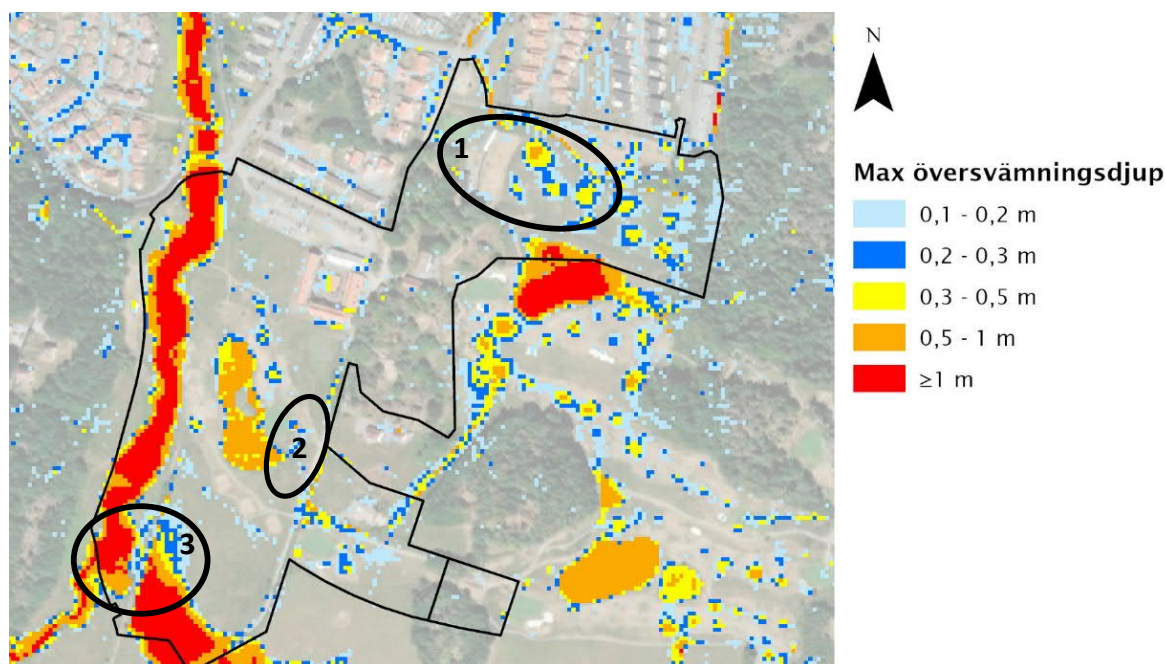 N
Max översvämningsdjup
0,1 - 0,2 m
0,2 - 0,3 m
0,3 - 0,5 m
0,5 - 1 m
≥1 m
1
2
3